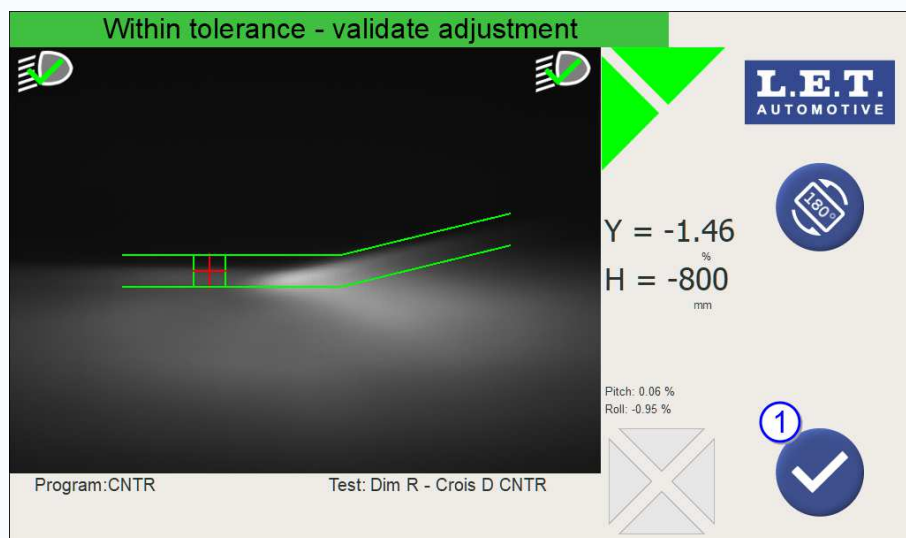 Within tolerance - validate adjustment
L.E.T.
AUTOMOTIVE
180°
Y = -1.46
%
H = -800
mm
Pitch: 0.06 %
Roll: -0.95 %
1
Program:CNTR
Test: Dim R - Crois D CNTR